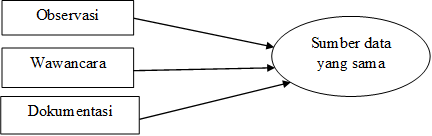 Observasi
Wawancara
Dokumentasi
Sumber data
yang sama